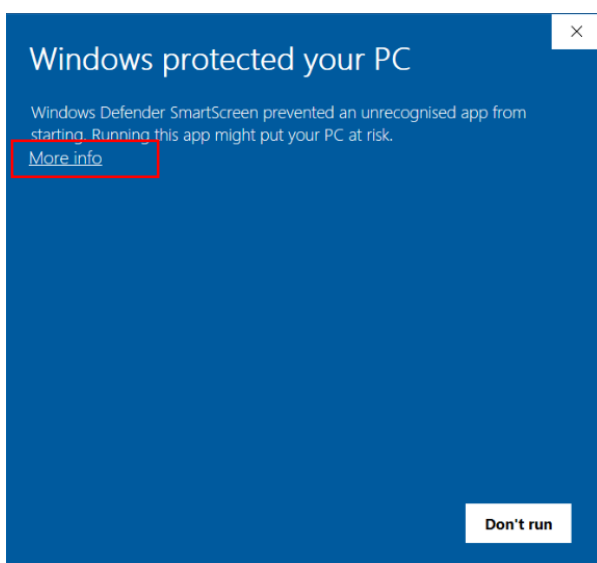 Windows protected your PC
Windows Defender SmartScreen prevented an unrecognised app from
starting. Running this app might put your PC at risk.
More info
Don't run